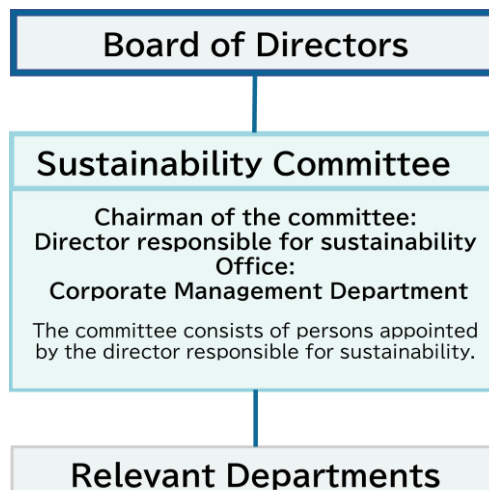 Board of Directors
Sustainability Committee
Chairman of the committee:
Director responsible for sustainability
Office:
Corporate Management Department
The committee consists of persons appointed
by the director responsible for sustainability.
Relevant Departments